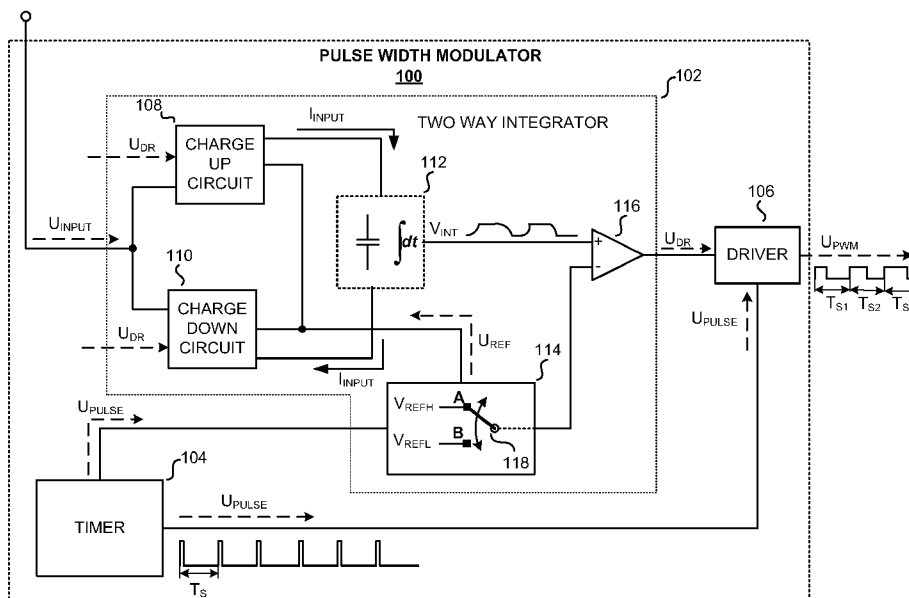 PULSE WIDTH MODULATOR
100
102
108
CHARGE
UP
CIRCUIT
I_INPUT
TWO WAY INTEGRATOR
U_DR
112
U_INPUT
∫dt
V_INT
116
+
-
U_DR
106
DRIVER
U_PWM
T_S1
T_S2
T_S
110
CHARGE
DOWN
CIRCUIT
U_DR
I_INPUT
U_REF
U_PULSE
114
V_REFH
A
V_REFL
B
118
U_PULSE
104
TIMER
U_PULSE
T_S